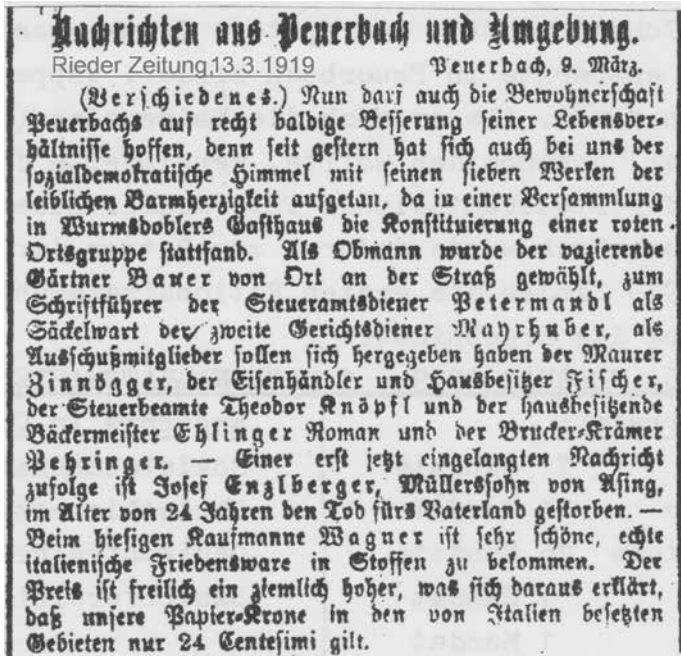 Nachrichten aus Peuerbach und Umgebung.
Rieder Zeitung,13.3.1919
Peuerbach, 9. März.
(Verschiedenes.) Nun darf auch die Bewohnerschaft
Peuerbachs auf recht baldige Besserung seiner Lebensver-
hältnisse hoffen, denn seit gestern hat sich auch bei uns der
sozialdemokratische Himmel mit seinen sieben Werken der
leiblichen Barmherzigkeit aufgetan, da in einer Versammlung
in Wurmsdoblers Gasthaus die Konstituierung einer roten
Ortsgruppe stattfand. Als Obmann wurde der vazierende
Gärtner Bauer von Ort an der Straß gewählt, zum
Schriftführer der Steueramtsdiener Petermandl als
Säckelwart der zweite Gerichtsdiener Mayrhuber, als
Ausschußmitglieder sollen sich hergegeben haben der Maurer
Zinnögger, der Eisenhändler und Hausbesitzer Fischer,
der Steuerbeamte Theodor Knöpfl und der hausbesitzende
Bäckermeister Ehlinger Roman und der Brucker-Krämer
Pehringer. — Einer erst jetzt eingelangten Nachricht
zufolge ist Josef Enzlberger, Müllerssohn von Asing,
im Alter von 24 Jahren den Tod fürs Vaterland gestorben. —
Beim hiesigen Kaufmanne Wagner ist sehr schöne, echte
italienische Friedensware in Stoffen zu bekommen. Der
Preis ist freilich ein ziemlich hoher, was sich daraus erklärt,
daß unsere Papier-Krone in den von Italien besetzten
Gebieten nur 24 Centesimi gilt.